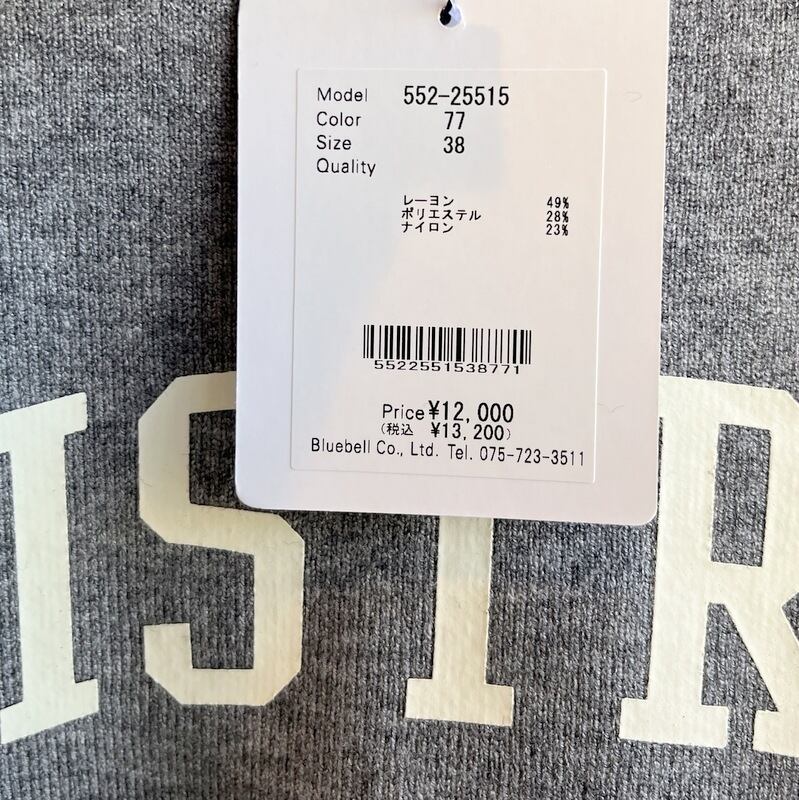 Model 552-25515
Color 77
Size 38
Quality
レーヨン 49%
ポリエステル 28%
ナイロン 23%
5522551538771
Price ¥12,000
(税込 ¥13,200)
Bluebell Co., Ltd. Tel. 075-723-3511
ISTR